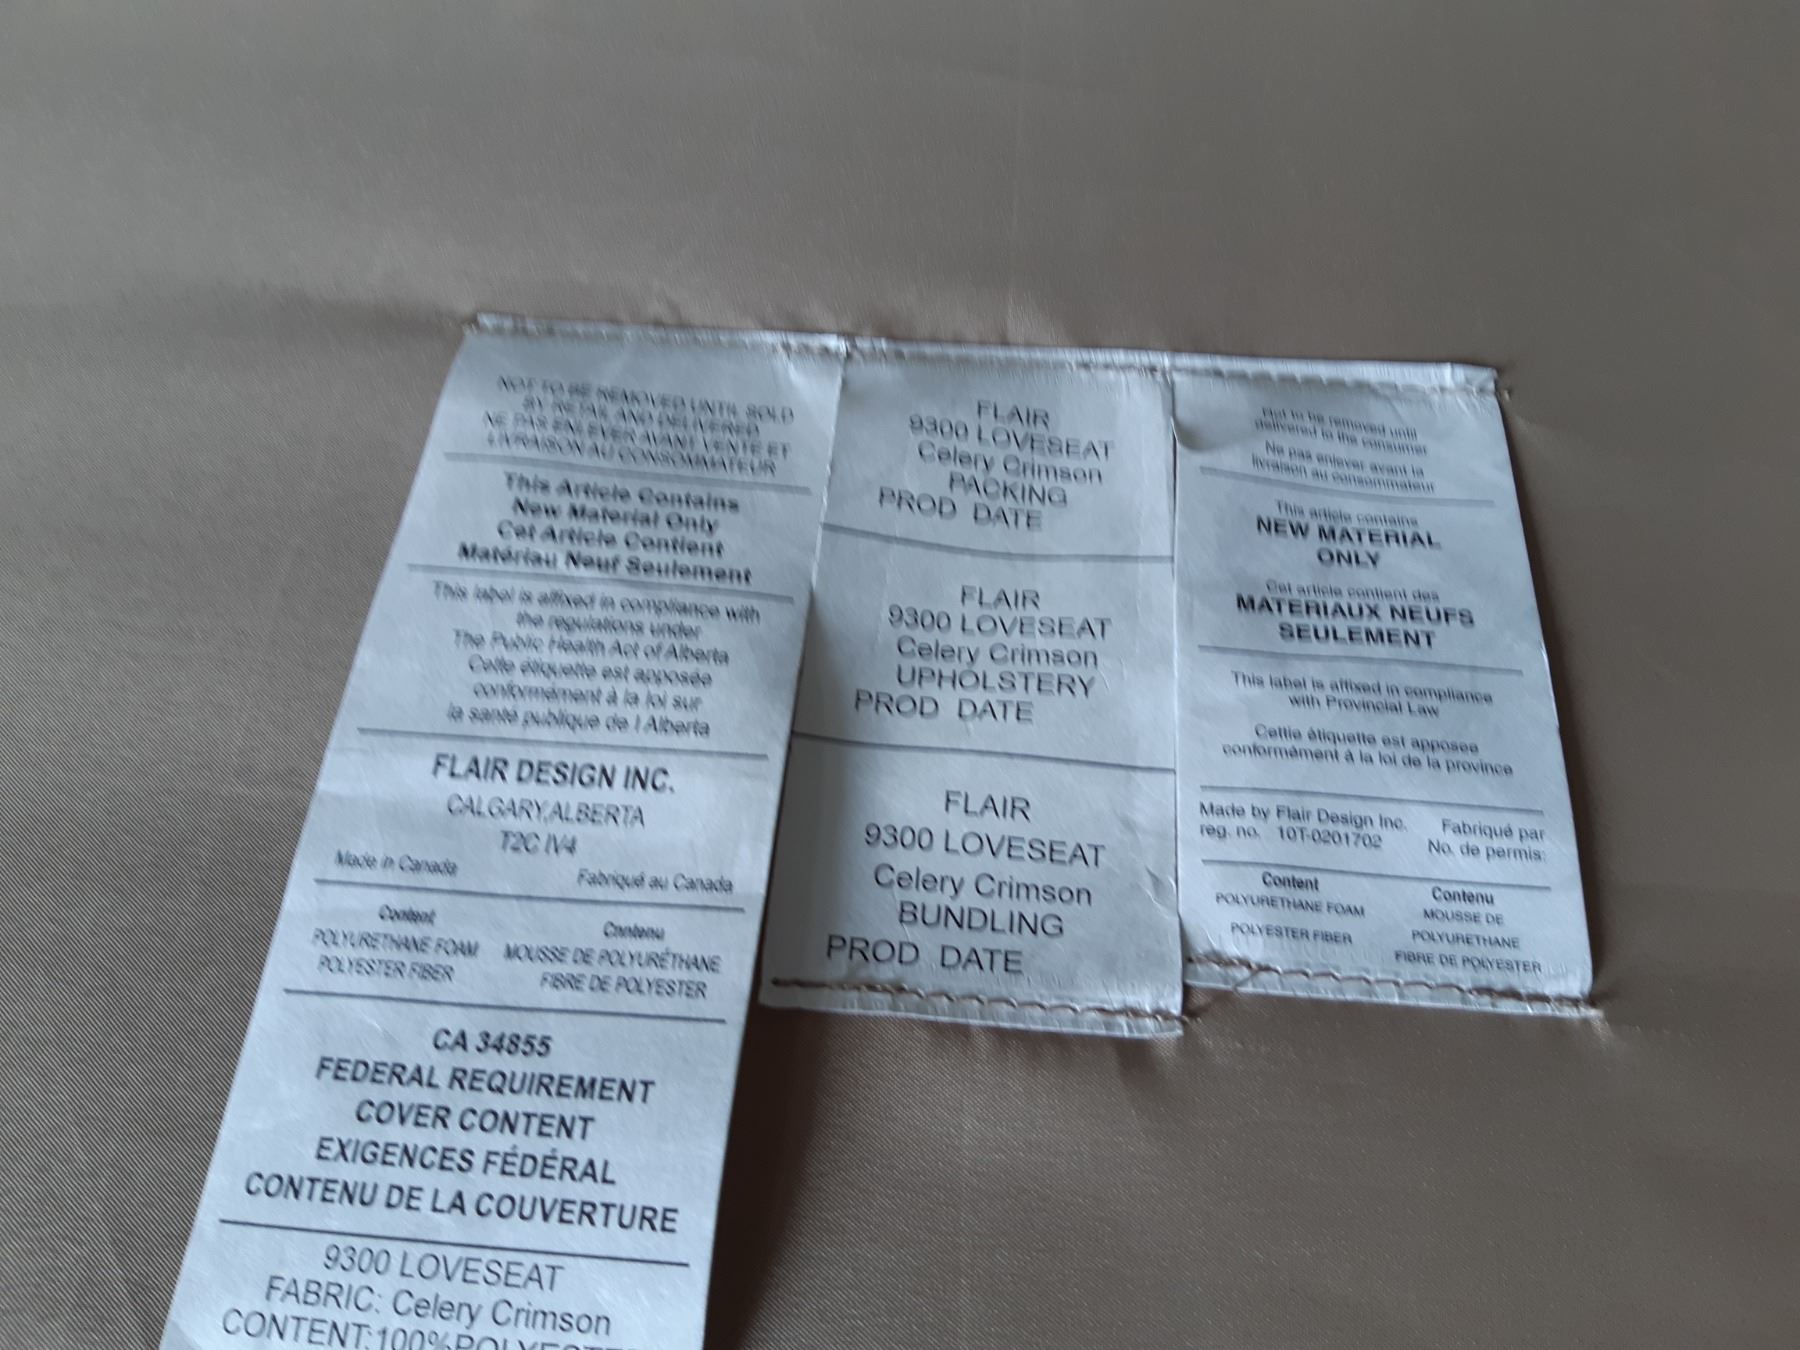 NOT TO BE REMOVED UNTIL SOLD
BY RETAIL AND DELIVERED
NE PAS ENLEVER AVANT VENTE ET
LIVRAISON AU CONSOMMATEUR
This Article Contains
New Material Only
Cet Article Contient
Matériau Neuf Seulement
This label is affixed in compliance with
the regulations under
The Public Health Act of Alberta
Cette étiquette est apposée
conformément à la loi sur
la santé publique de l Alberta
FLAIR DESIGN INC.
CALGARY,ALBERTA
T2C IV4
Made in Canada Fabriqué au Canada
Content Contenu
POLYURETHANE FOAM MOUSSE DE POLYURÉTHANE
POLYESTER FIBER FIBRE DE POLYESTER
CA 34855
FEDERAL REQUIREMENT
COVER CONTENT
EXIGENCES FÉDÉRAL
CONTENU DE LA COUVERTURE
9300 LOVESEAT
FABRIC: Celery Crimson
CONTENT:100%
FLAIR
9300 LOVESEAT
Celery Crimson
PACKING
PROD DATE
FLAIR
9300 LOVESEAT
Celery Crimson
UPHOLSTERY
PROD DATE
FLAIR
9300 LOVESEAT
Celery Crimson
BUNDLING
PROD DATE
Not to be removed until
delivered to the consumer
Ne pas enlever avant la
livraison au consommateur
This article contains
NEW MATERIAL
ONLY
Cet article contient des
MATERIAUX NEUFS
SEULEMENT
This label is affixed in compliance
with Provincial Law
Cettie étiquette est apposee
conformément à la loi de la province
Made by Flair Design Inc. Fabriqué par
reg. no. 10T-0201702 No. de permis:
Content Contenu
POLYURETHANE FOAM MOUSSE DE
POLYURETHANE
POLYESTER FIBER FIBRE DE POLYESTER